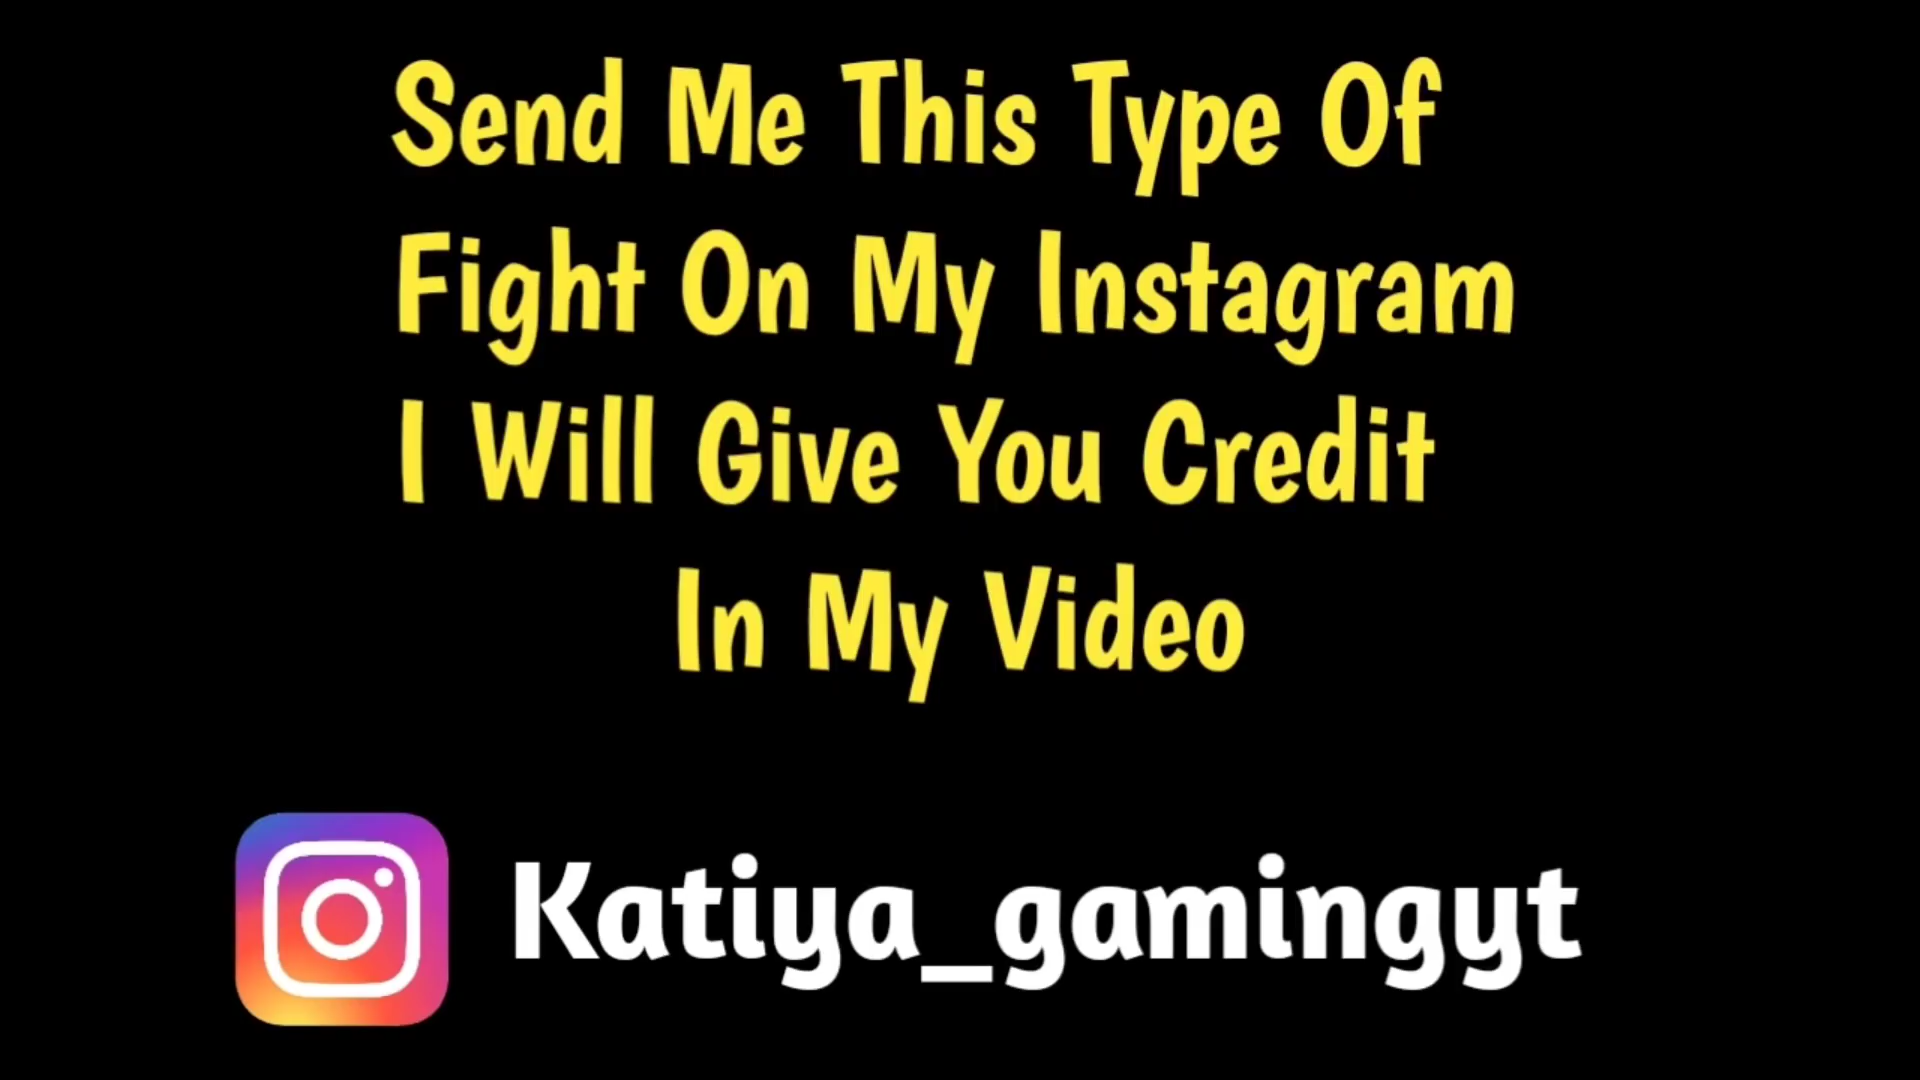 Send Me This Type Of
Fight On My Instagram
I Will Give You Credit
In My Video
Katiya_gamingyt